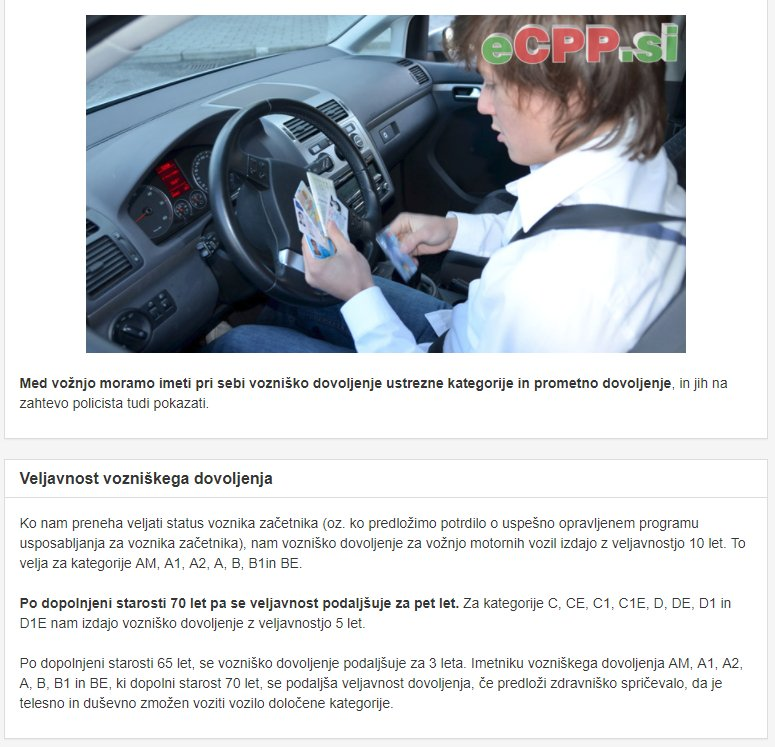 eCPP.si
Med vožnjo moramo imeti pri sebi vozniško dovoljenje ustrezne kategorije in prometno dovoljenje, in jih na
zahtevo policista tudi pokazati.
Veljavnost vozniškega dovoljenja
Ko nam preneha veljati status voznika začetnika (oz. ko predložimo potrdilo o uspešno opravljenem programu
usposabljanja za voznika začetnika), nam vozniško dovoljenje za vožnjo motornih vozil izdajo z veljavnostjo 10 let. To
velja za kategorije AM, A1, A2, A, B, B1in BE.
Po dopolnjeni starosti 70 let pa se veljavnost podaljšuje za pet let. Za kategorije C, CE, C1, C1E, D, DE, D1 in
D1E nam izdajo vozniško dovoljenje z veljavnostjo 5 let.
Po dopolnjeni starosti 65 let, se vozniško dovoljenje podaljšuje za 3 leta. Imetniku vozniškega dovoljenja AM, A1, A2,
A, B, B1 in BE, ki dopolni starost 70 let, se podaljša veljavnost dovoljenja, če predloži zdravniško spričevalo, da je
telesno in duševno zmožen voziti vozilo določene kategorije.